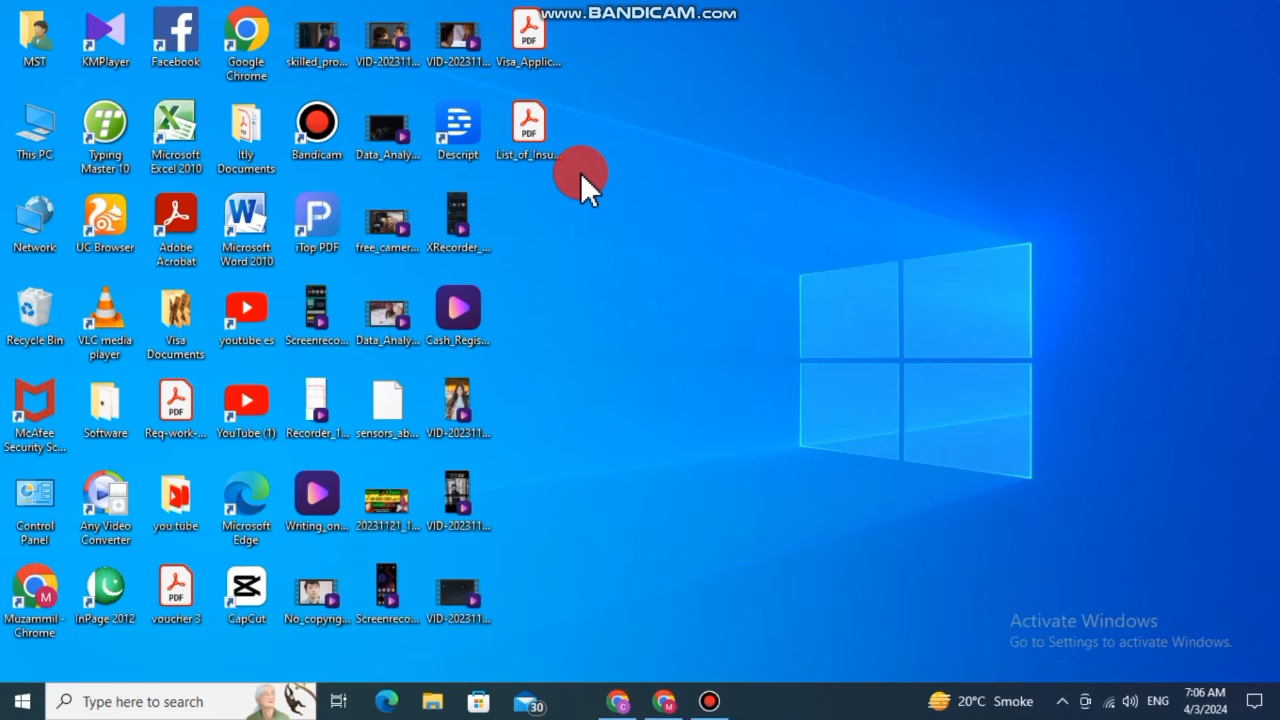 www.BANDICAM.com
MST
KMPlayer
Facebook
Google
Chrome
skilled_pro...
VID-202311...
VID-202311...
Visa_Applic...
This PC
Typing
Master 10
Microsoft
Excel 2010
Itly
Documents
Bandicam
Data_Analy...
Descript
List_of_Insu...
Network
UC Browser
Adobe
Acrobat
Microsoft
Word 2010
iTop PDF
free_camer...
XRecorder_...
Recycle Bin
VLC media
player
Visa
Documents
youtube es
Screenreco...
Data_Analy...
Cash_Regis...
McAfee
Security Sc...
Software
Req-work-...
YouTube (1)
Recorder_1...
sensors_ab...
VID-202311...
Control
Panel
Any Video
Converter
you tube
Microsoft
Edge
Writing_on...
20231121_1...
VID-202311...
Muzammil -
Chrome
InPage 2012
voucher 3
CapCut
No_copyrig...
Screenreco...
VID-202311...
Activate Windows
Go to Settings to activate Windows.
Type here to search
30
20°C Smoke
ENG
7:06 AM
4/3/2024